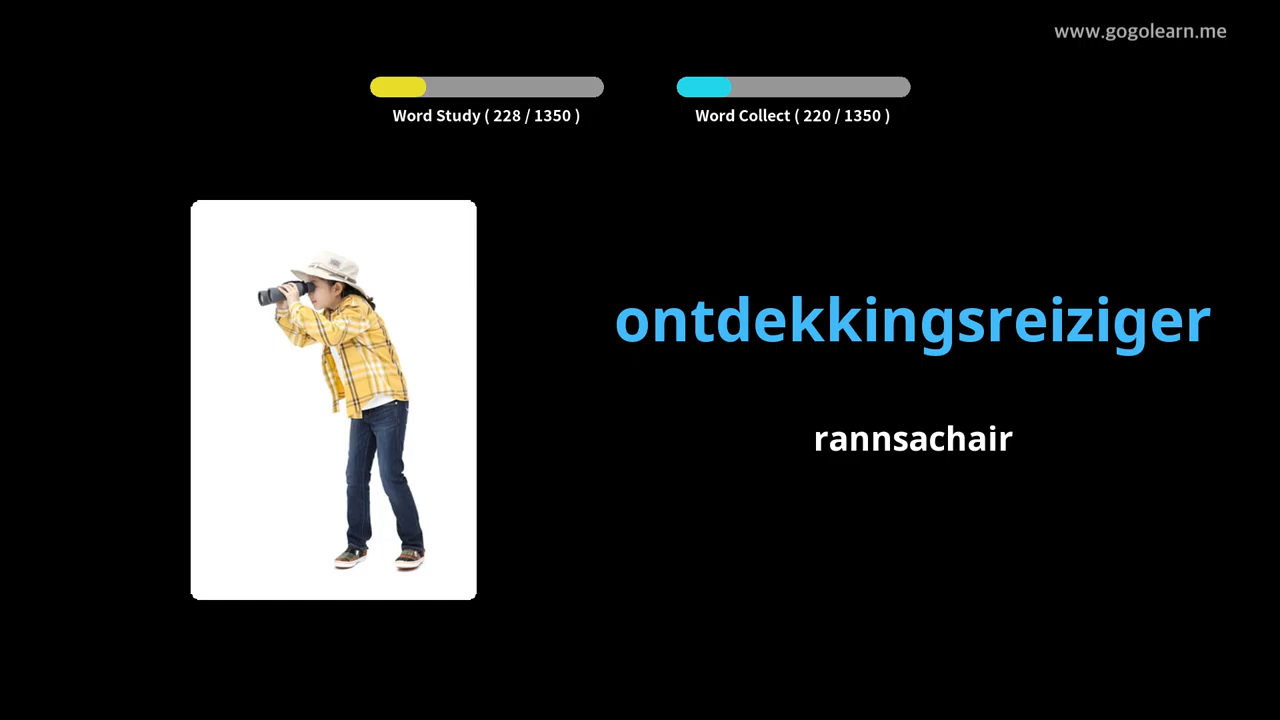 www.gogolearn.me
Word Study ( 228 / 1350 )
Word Collect ( 220 / 1350 )
ontdekkingsreiziger
rannsachair